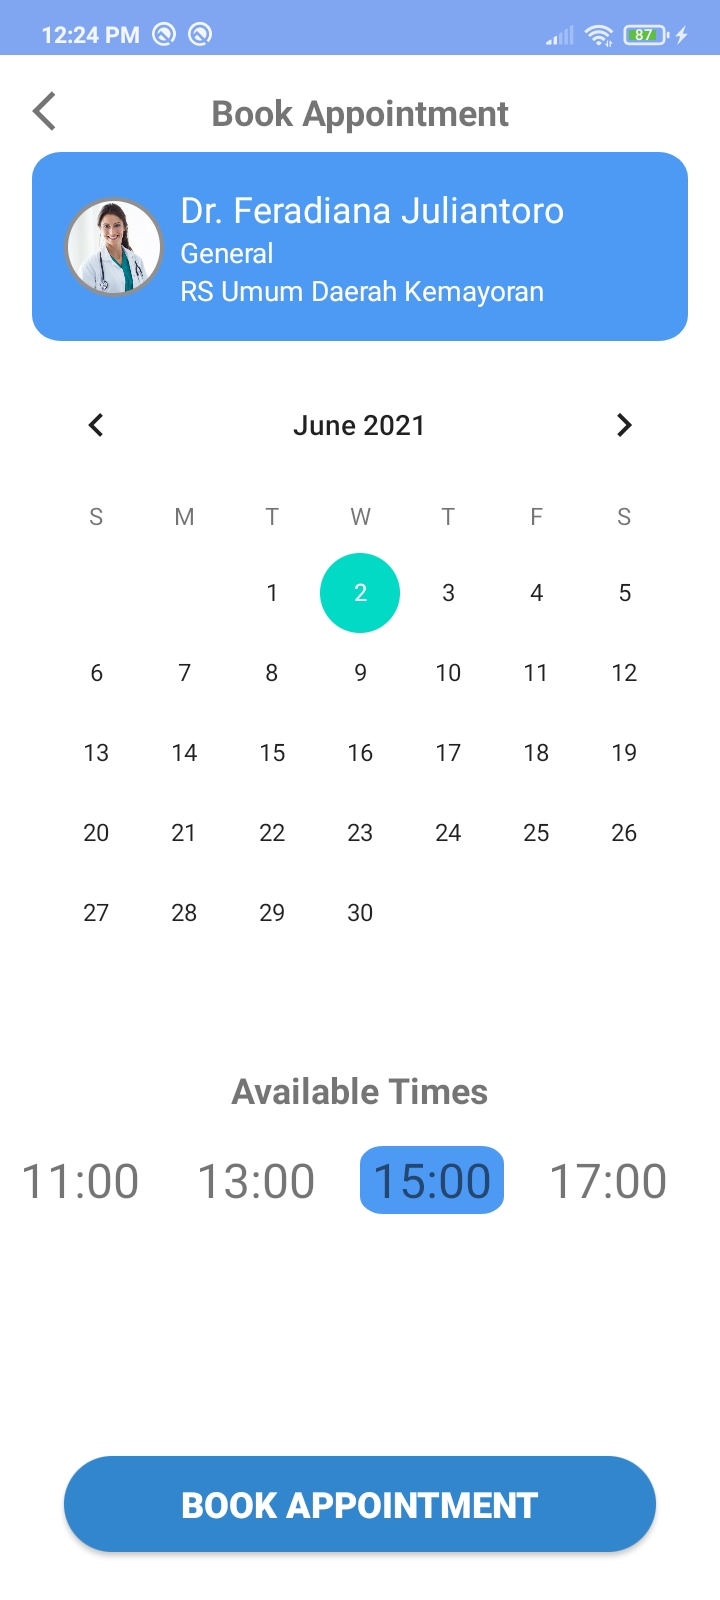 12:24 PM 87
Book Appointment
Dr. Feradiana Juliantoro
General
RS Umum Daerah Kemayoran
June 2021
S M T W T F S
1 2 3 4 5
6 7 8 9 10 11 12
13 14 15 16 17 18 19
20 21 22 23 24 25 26
27 28 29 30
Available Times
11:00 13:00 15:00 17:00
BOOK APPOINTMENT